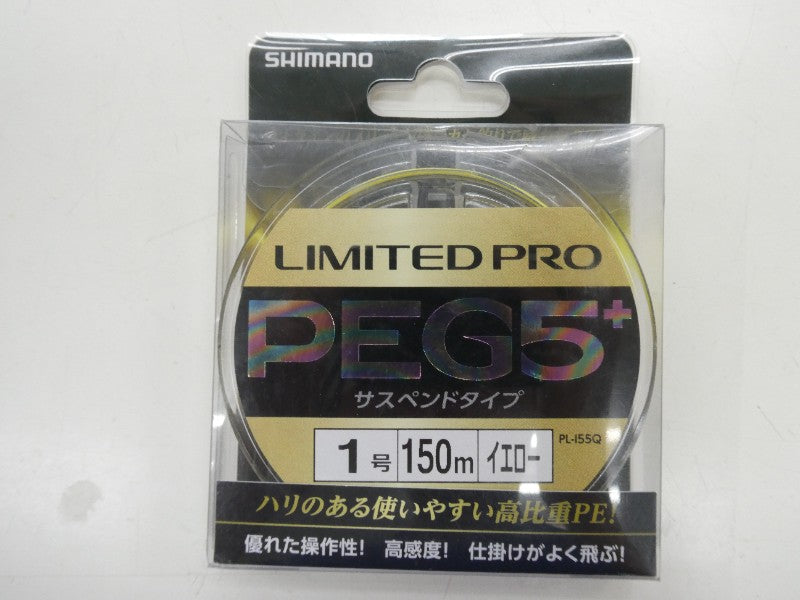 SHIMANO
LIMITED PRO
PEG5+
サスペンドタイプ
PL-I55Q
1号 150m イエロー
ハリのある使いやすい高比重PE!
優れた操作性! 高感度! 仕掛けがよく飛ぶ!